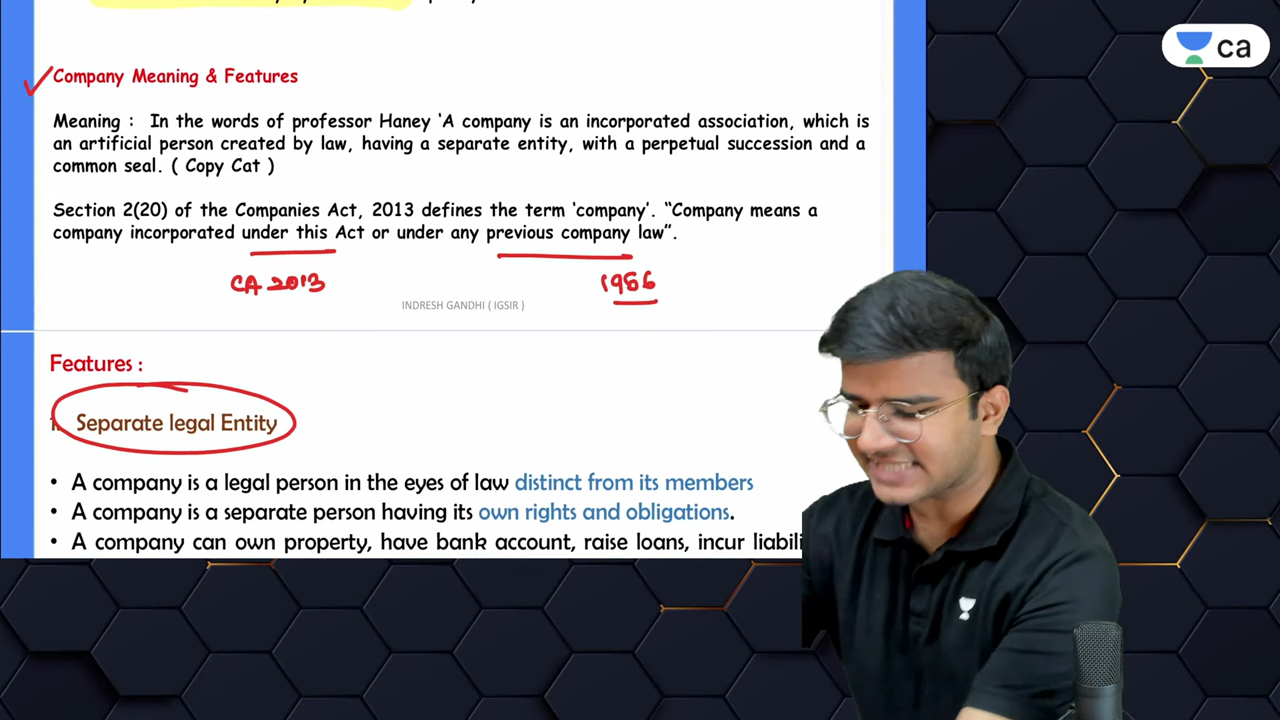 ca
Company Meaning & Features
Meaning : In the words of professor Haney ‘A company is an incorporated association, which is
an artificial person created by law, having a separate entity, with a perpetual succession and a
common seal. ( Copy Cat )
Section 2(20) of the Companies Act, 2013 defines the term ‘company’. “Company means a
company incorporated under this Act or under any previous company law”.
CA 2013
1956
INDRESH GANDHI ( IGSIR )
Features :
Separate legal Entity
• A company is a legal person in the eyes of law distinct from its members
• A company is a separate person having its own rights and obligations.
• A company can own property, have bank account, raise loans, incur